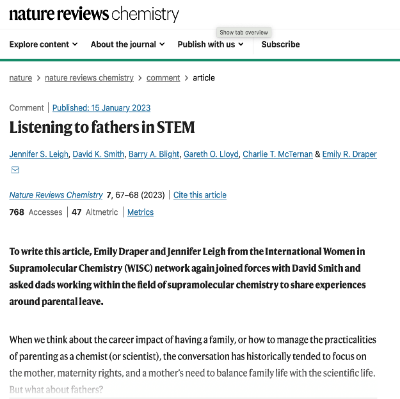 nature reviews chemistry
Show tab overview
Explore content
About the journal
Publish with us
Subscribe
nature > nature reviews chemistry > comment > article
Comment | Published: 15 January 2023
Listening to fathers in STEM
Jennifer S. Leigh, David K. Smith, Barry A. Blight, Gareth O. Lloyd, Charlie T. McTernan & Emily R. Draper
Nature Reviews Chemistry 7, 67–68 (2023) | Cite this article
768 Accesses | 47 Altmetric | Metrics
To write this article, Emily Draper and Jennifer Leigh from the International Women in
Supramolecular Chemistry (WISC) network again joined forces with David Smith and
asked dads working within the field of supramolecular chemistry to share experiences
around parental leave.
When we think about the career impact of having a family, or how to manage the practicalities
of parenting as a chemist (or scientist), the conversation has historically tended to focus on
the mother, maternity rights, and a mother's need to balance family life with the scientific life.
But what about fathers?